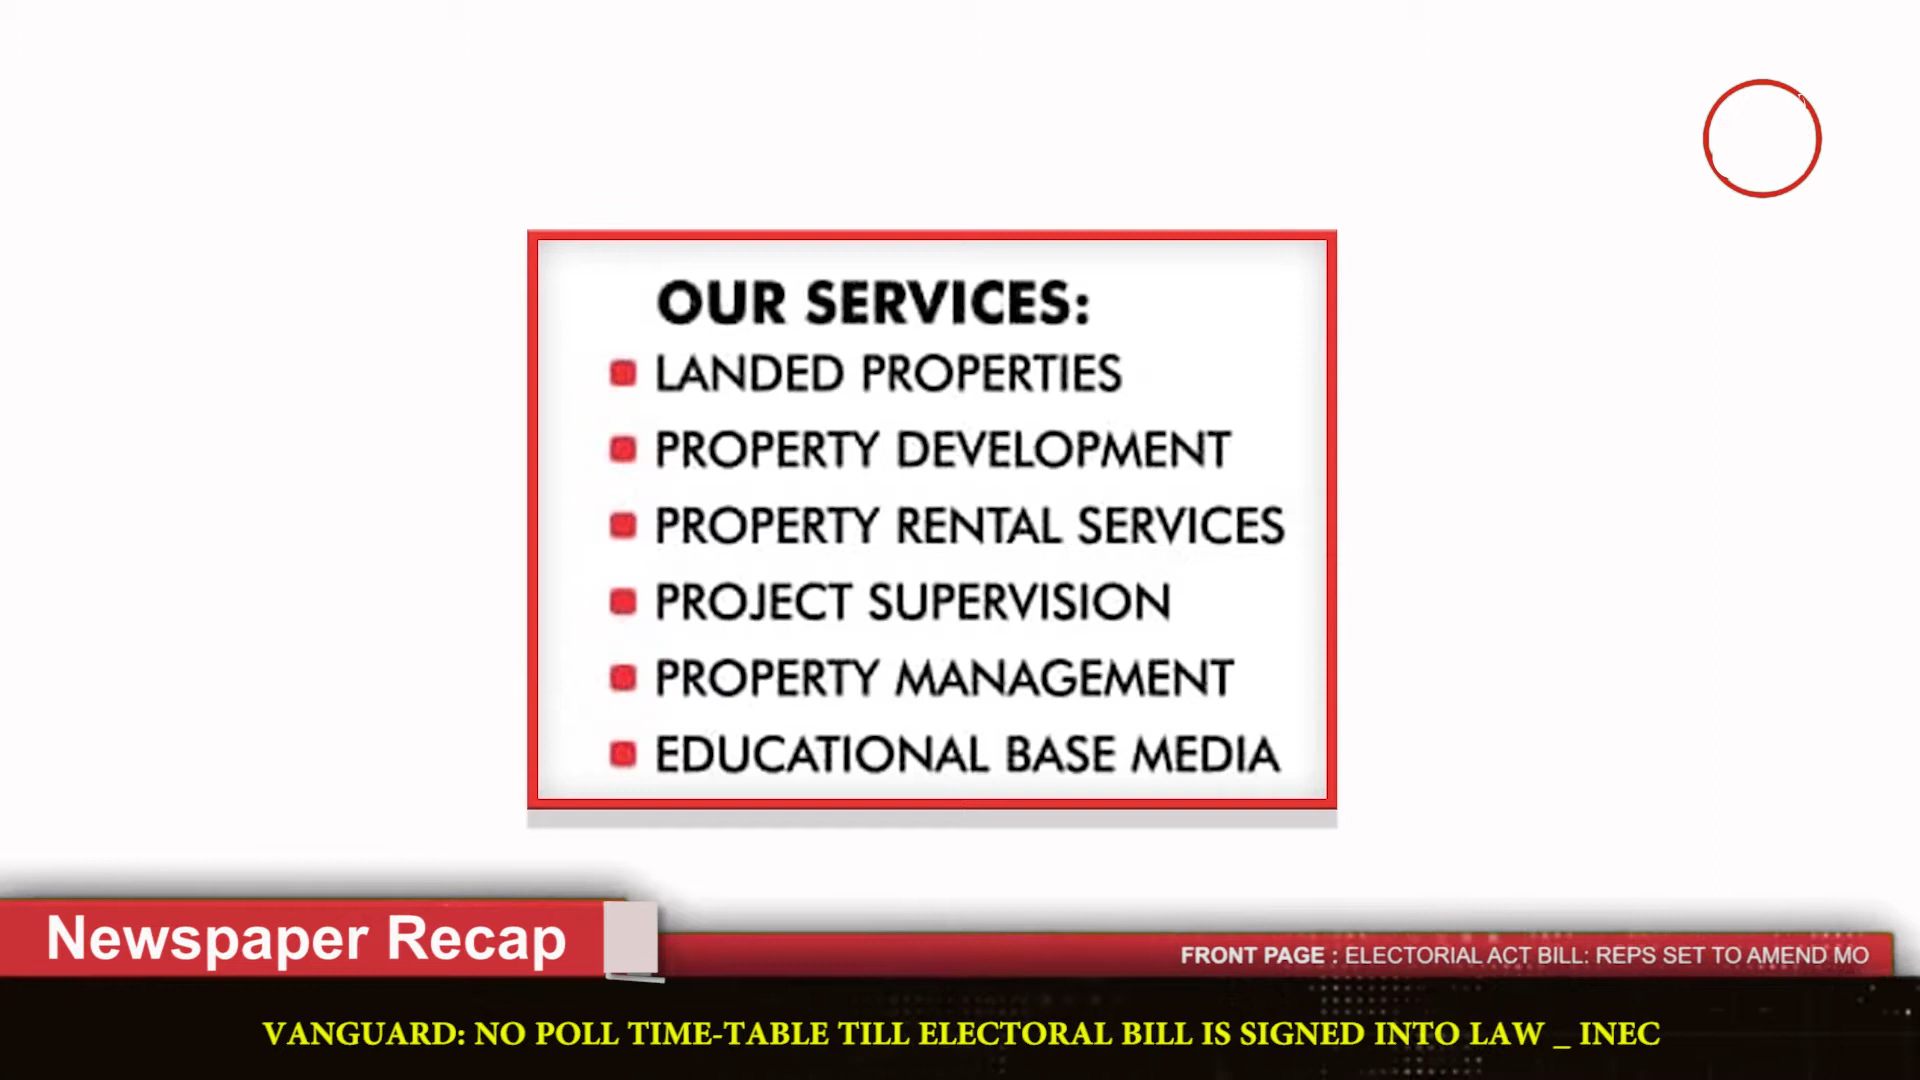 OUR SERVICES:
LANDED PROPERTIES
PROPERTY DEVELOPMENT
PROPERTY RENTAL SERVICES
PROJECT SUPERVISION
PROPERTY MANAGEMENT
EDUCATIONAL BASE MEDIA
Newspaper Recap
FRONT PAGE : ELECTORIAL ACT BILL: REPS SET TO AMEND MO
VANGUARD: NO POLL TIME-TABLE TILL ELECTORAL BILL IS SIGNED INTO LAW _ INEC